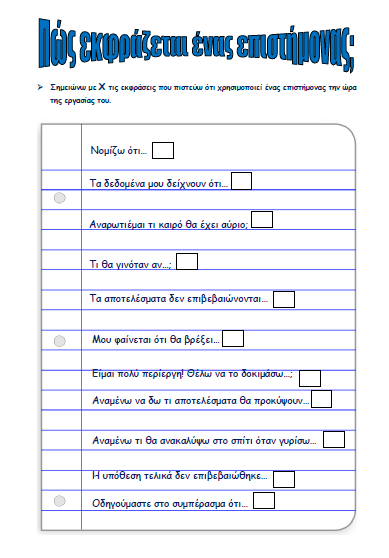 Πώς εκφράζεται ένας επιστήμονας;
➢ Σημειώνω με Χ τις εκφράσεις που πιστεύω ότι χρησιμοποιεί ένας επιστήμονας την ώρα
της εργασίας του.
Νομίζω ότι…
Τα δεδομένα μου δείχνουν ότι…
Αναρωτιέμαι τι καιρό θα έχει αύριο;
Τι θα γινόταν αν…;
Τα αποτελέσματα δεν επιβεβαιώνονται…
Μου φαίνεται ότι θα βρέξει…
Είμαι πολύ περίεργη! Θέλω να το δοκιμάσω…;
Αναμένω να δω τι αποτελέσματα θα προκύψουν…
Αναμένω τι θα ανακαλύψω στο σπίτι όταν γυρίσω…
Η υπόθεση τελικά δεν επιβεβαιώθηκε…
Οδηγούμαστε στο συμπέρασμα ότι…